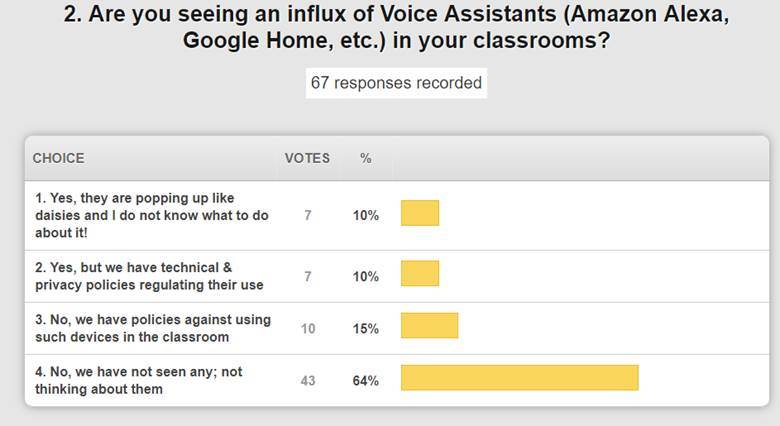 2. Are you seeing an influx of Voice Assistants (Amazon Alexa,
Google Home, etc.) in your classrooms?
67 responses recorded
CHOICE VOTES %
1. Yes, they are popping up like
daisies and I do not know what to do 7 10%
about it!
2. Yes, but we have technical & 7 10%
privacy policies regulating their use
3. No, we have policies against using 10 15%
such devices in the classroom
4. No, we have not seen any; not 43 64%
thinking about them